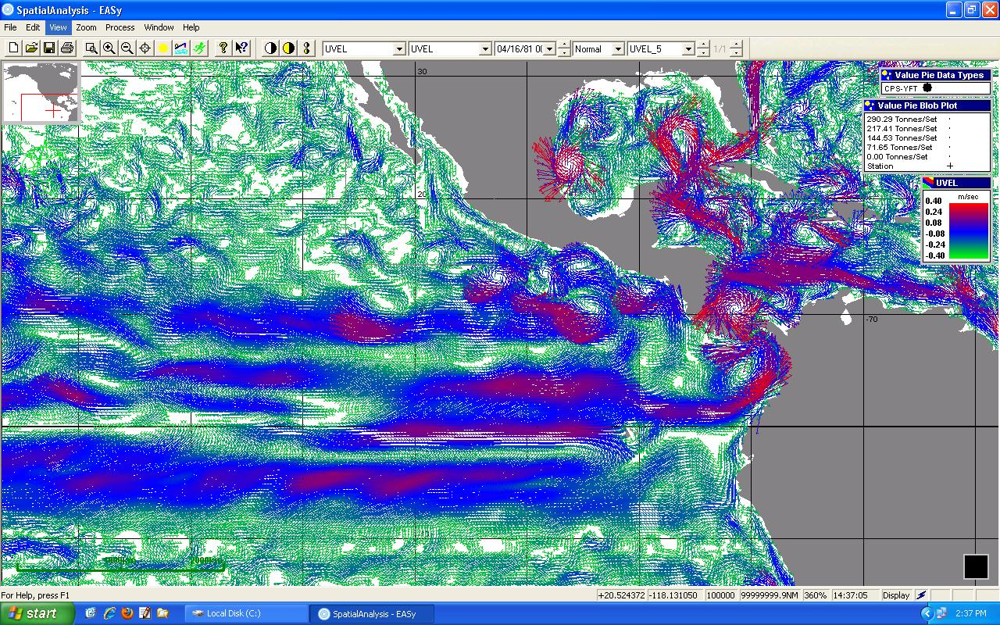 SpatialAnalysis - EASy
File Edit View Zoom Process Window Help
UVEL UVEL 04/16/81 0( Normal UVEL_5 1/1
30
Value Pie Data Types
CPS-YFT
Value Pie Blob Plot
290.29 Tonnes/Set
217.41 Tonnes/Set
144.53 Tonnes/Set
71.65 Tonnes/Set
0.00 Tonnes/Set
Station
UVEL
m/sec
0.40
0.24
0.08
-0.08
-0.24
-0.40
20
-70
For Help, press F1 +20.524372 -118.131050 100000 99999999.9NM 360% 14:37:05 Display
start Local Disk (C:) SpatialAnalysis - EASy 2:37 PM